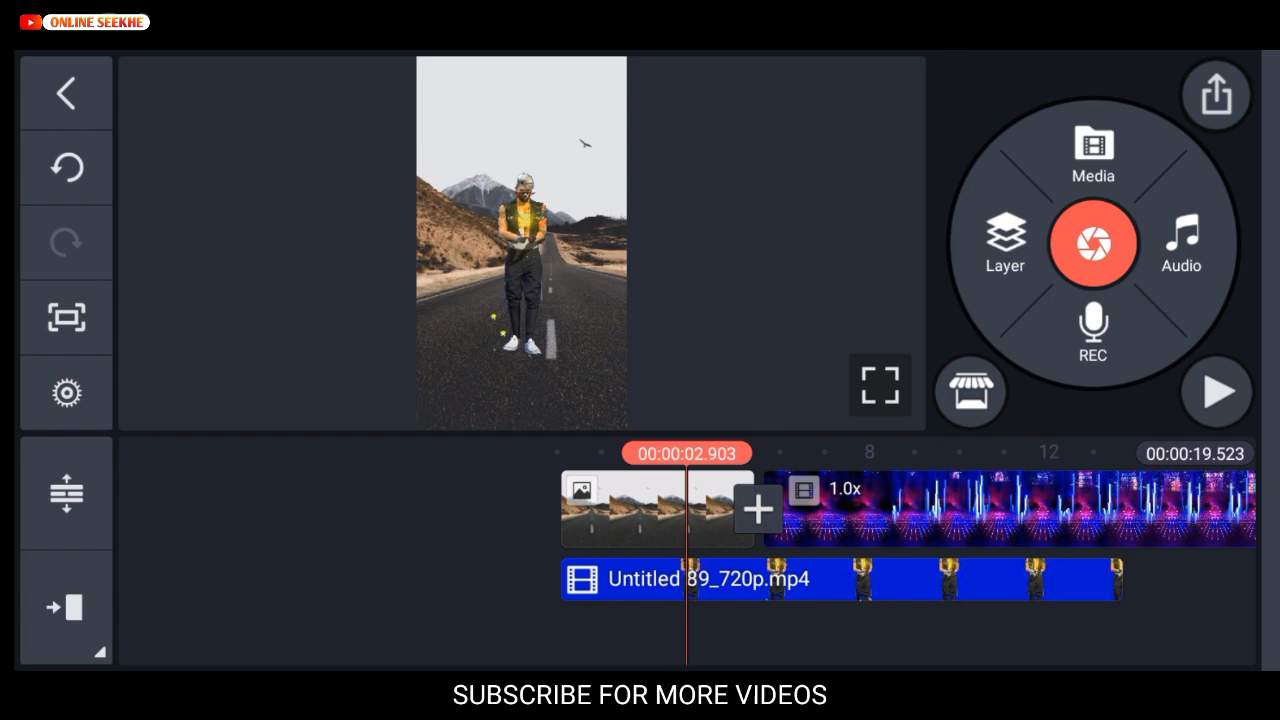 ONLINE SEEKHE
Media
Layer
Audio
REC
00:00:02.903
8
12
00:00:19.523
1.0x
Untitled 89_720p.mp4
SUBSCRIBE FOR MORE VIDEOS